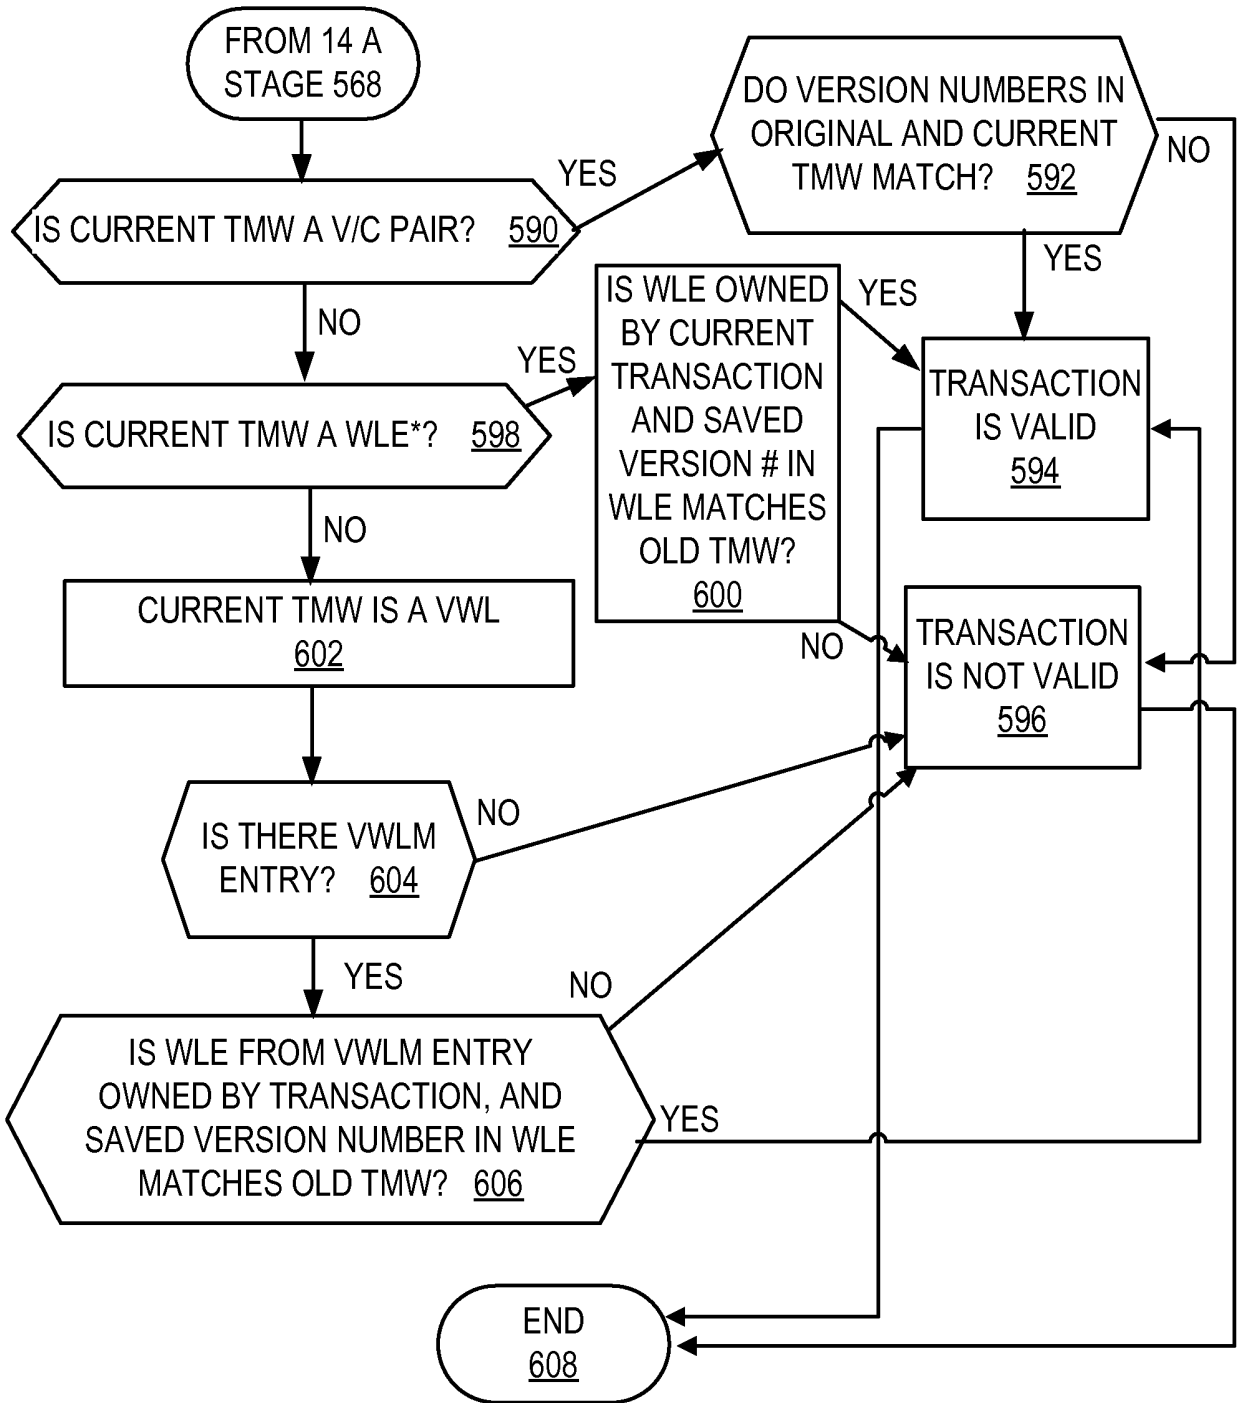 FROM 14 A
STAGE 568
DO VERSION NUMBERS IN
ORIGINAL AND CURRENT
TMW MATCH? 592
NO
YES
IS CURRENT TMW A V/C PAIR? 590
YES
NO
IS WLE OWNED
BY CURRENT
TRANSACTION
AND SAVED
VERSION # IN
WLE MATCHES
OLD TMW?
600
YES
NO
YES
IS CURRENT TMW A WLE*? 598
NO
TRANSACTION
IS VALID
594
CURRENT TMW IS A VWL
602
TRANSACTION
IS NOT VALID
596
IS THERE VWLM
ENTRY? 604
NO
YES
NO
IS WLE FROM VWLM ENTRY
OWNED BY TRANSACTION, AND
SAVED VERSION NUMBER IN WLE
MATCHES OLD TMW? 606
YES
END
608